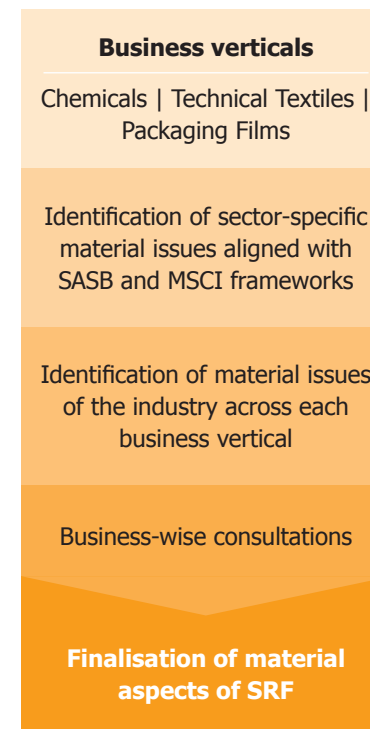 Business verticals
Chemicals | Technical Textiles |
Packaging Films
Identification of sector-specific
material issues aligned with
SASB and MSCI frameworks
Identification of material issues
of the industry across each
business vertical
Business-wise consultations
Finalisation of material
aspects of SRF